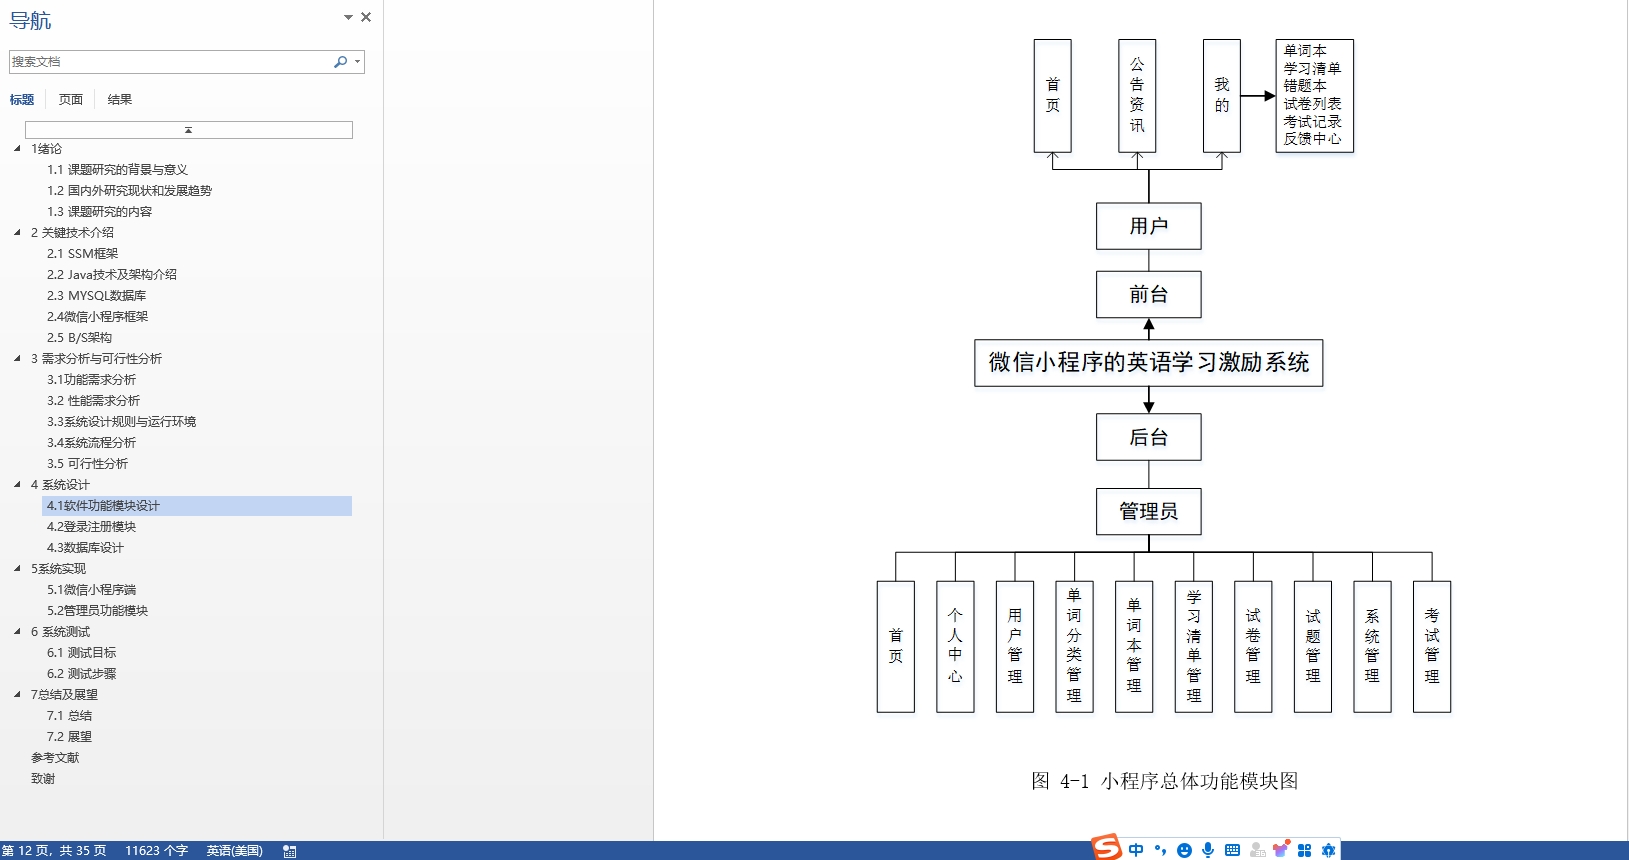 导航
搜索文档
标题 页面 结果
1绪论
1.1 课题研究的背景与意义
1.2 国内外研究现状和发展趋势
1.3 课题研究的内容
2 关键技术介绍
2.1 SSM框架
2.2 Java技术及架构介绍
2.3 MYSQL数据库
2.4微信小程序框架
2.5 B/S架构
3 需求分析与可行性分析
3.1功能需求分析
3.2 性能需求分析
3.3系统设计规则与运行环境
3.4系统流程分析
3.5 可行性分析
4 系统设计
4.1软件功能模块设计
4.2登录注册模块
4.3数据库设计
5系统实现
5.1微信小程序端
5.2管理员功能模块
6 系统测试
6.1 测试目标
6.2 测试步骤
7总结及展望
7.1 总结
7.2 展望
参考文献
致谢
首页
公告资讯
我的
单词本
学习清单
错题本
试卷列表
考试记录
反馈中心
用户
前台
微信小程序的英语学习激励系统
后台
管理员
首页
个人中心
用户管理
单词分类管理
单词本管理
学习清单管理
试卷管理
试题管理
系统管理
考试管理
图 4-1 小程序总体功能模块图
第 12 页，共 35 页 11623 个字 英语(美国)
S 中